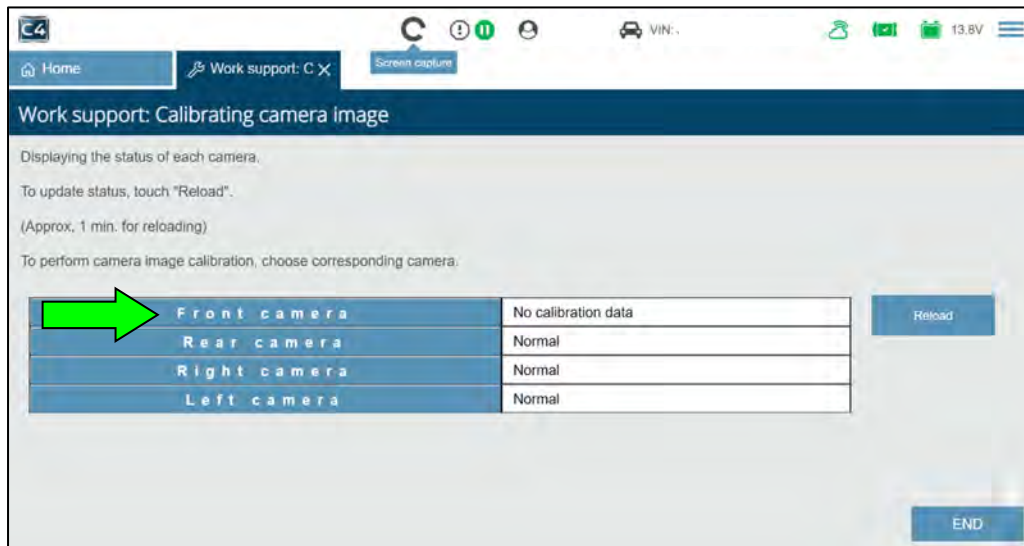 C4
VIN: .
13.8V
Screen capture
Home
Work support: C X
Work support: Calibrating camera image
Displaying the status of each camera.
To update status, touch "Reload".
(Approx, 1 min. for reloading)
To perform camera image calibration, choose corresponding camera.
Front camera No calibration data
Reload
Rear camera Normal
Right camera Normal
Left camera Normal
END